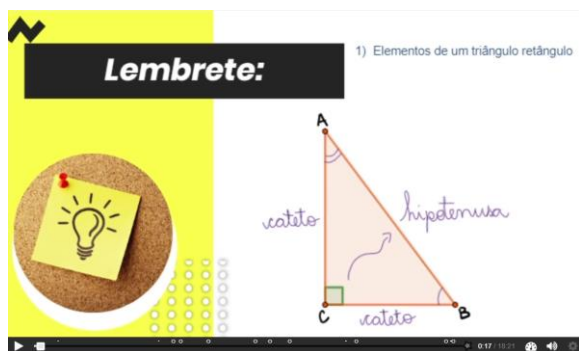 Lembrete:
1) Elementos de um triângulo retângulo
A
cateto
hipotenusa
C
cateto
B
0:17 / 10:21